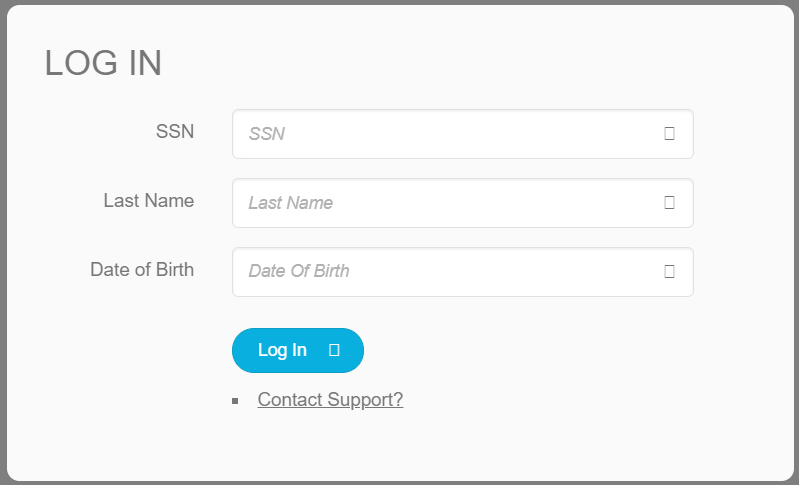 LOG IN
SSN
SSN
Last Name
Last Name
Date of Birth
Date Of Birth
Log In
Contact Support?